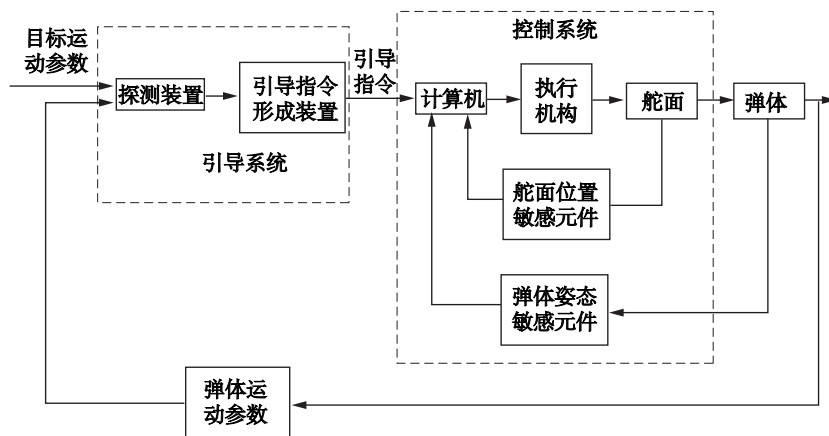 控制系统
目标运
动参数
引导
指令
探测装置
引导指令
形成装置
计算机
执行
机构
舵面
弹体
引导系统
舵面位置
敏感元件
弹体姿态
敏感元件
弹体运
动参数